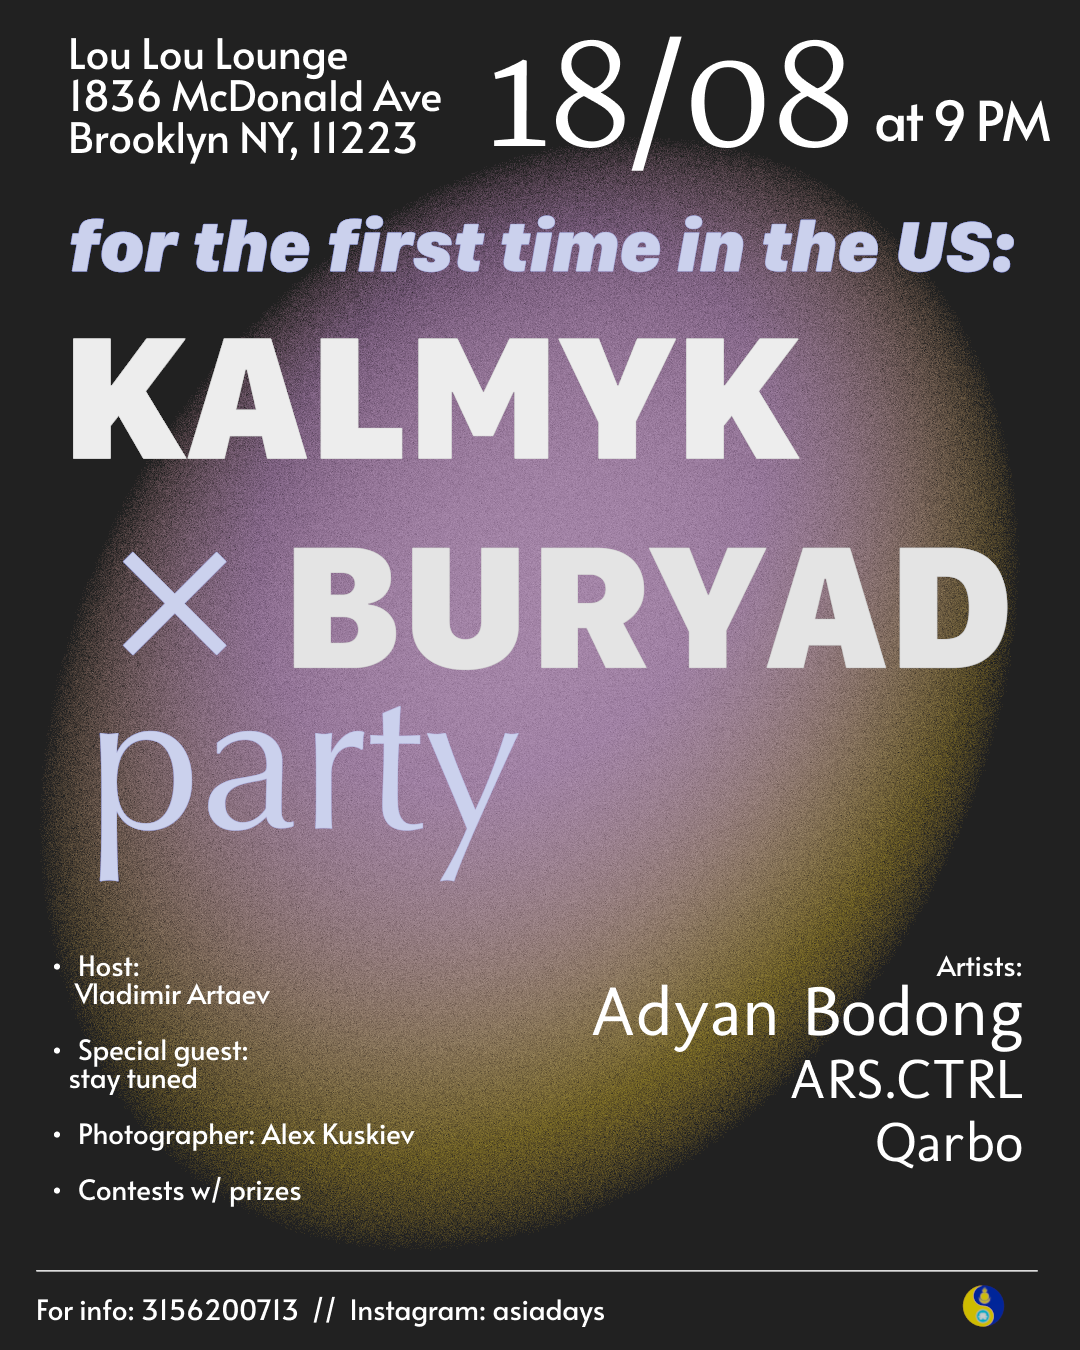 Lou Lou Lounge
1836 McDonald Ave
Brooklyn NY, 11223
18/08 at 9 PM
for the first time in the US:
KALMYK
× BURYAD
party
• Host:
Vladimir Artaev
• Special guest:
stay tuned
• Photographer: Alex Kuskiev
• Contests w/ prizes
Artists:
Adyan Bodong
ARS.CTRL
Qarbo
For info: 3156200713 // Instagram: asiadays